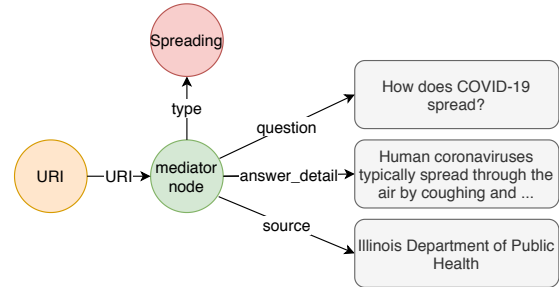 Spreading
type
question
How does COVID-19
spread?
URI
URI
mediator
node
answer_detail
Human coronaviruses
typically spread through the
air by coughing and ...
source
Illinois Department of Public
Health